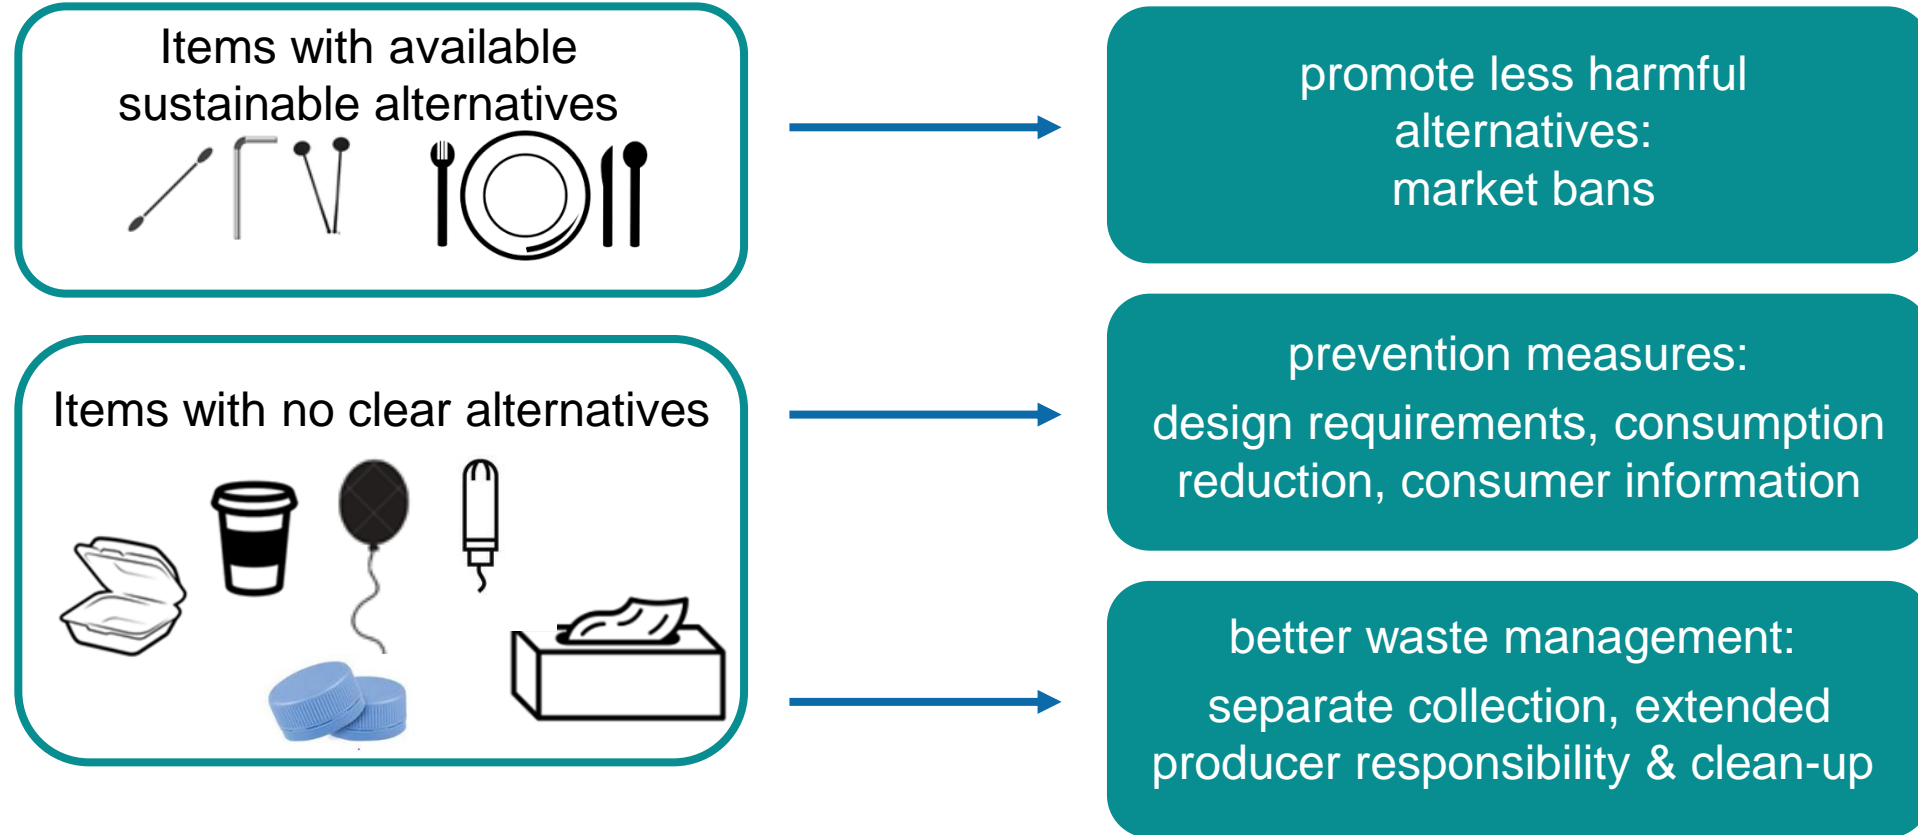 Items with available
sustainable alternatives
promote less harmful
alternatives:
market bans
Items with no clear alternatives
prevention measures:
design requirements, consumption
reduction, consumer information
better waste management:
separate collection, extended
producer responsibility & clean-up